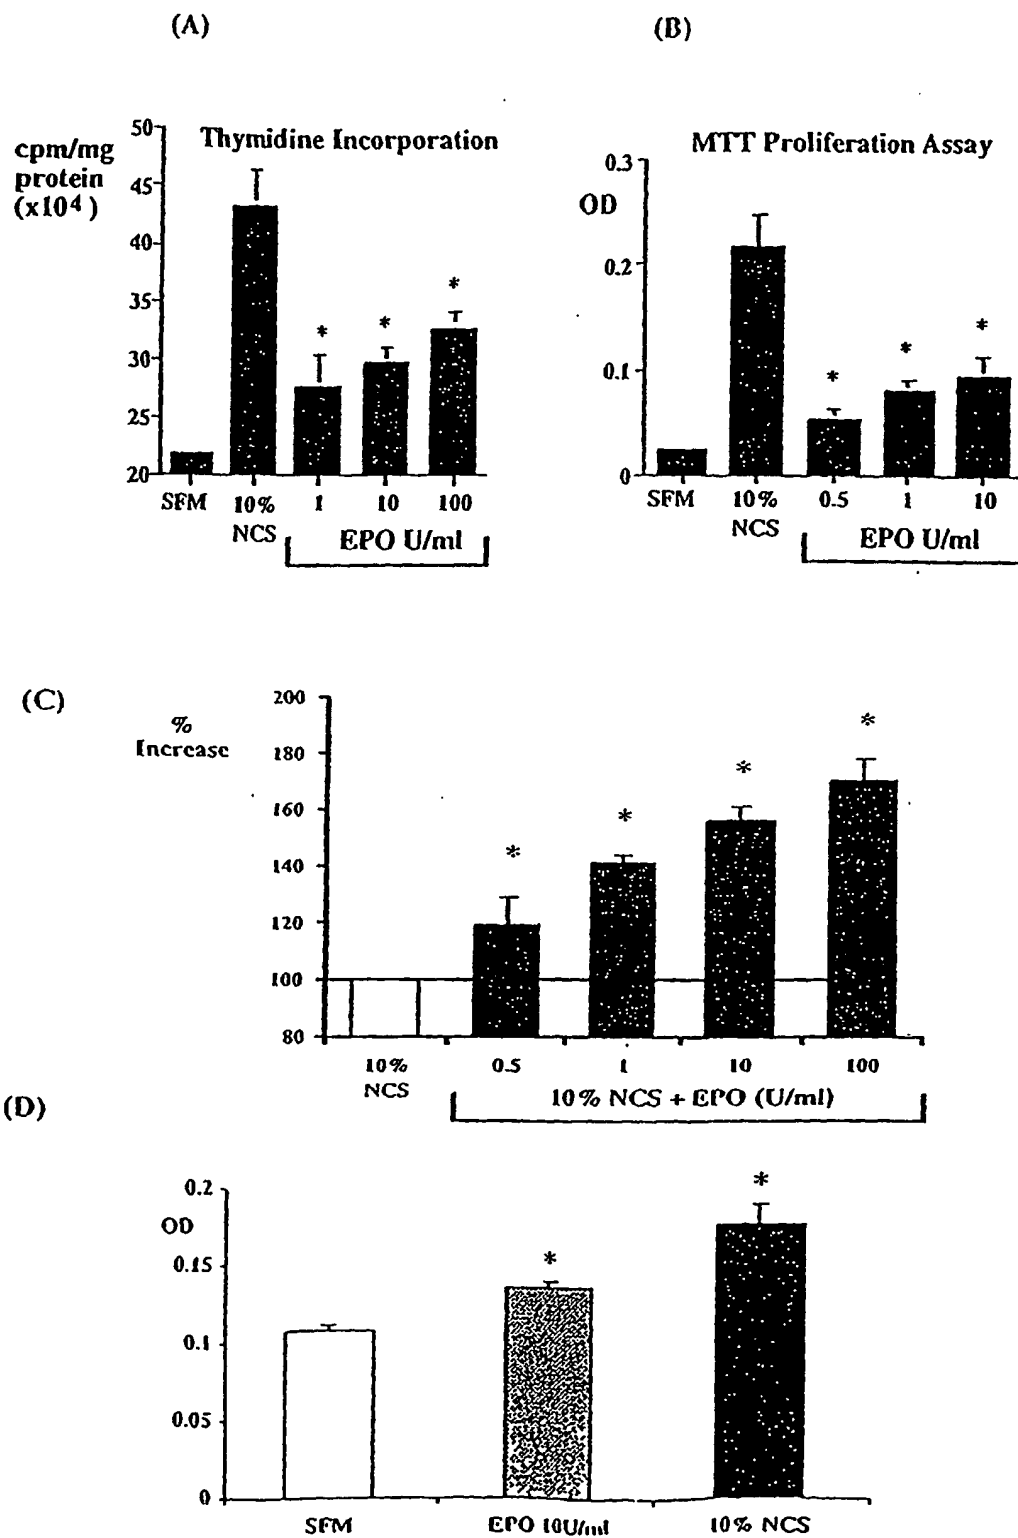 (A)
Thymidine Incorporation
cpm/mg
protein
(x10⁴)
50
45
40
35
30
25
20
*
*
*
SFM
10%
NCS
1
10
100
EPO U/ml
(B)
MTT Proliferation Assay
OD
0.3
0.2
0.1
0
*
*
*
SFM
10%
NCS
0.5
1
10
EPO U/ml
(C)
%
Increase
200
180
160
140
120
100
80
*
*
*
*
10%
NCS
0.5
1
10
100
10% NCS + EPO (U/ml)
(D)
OD
0.2
0.15
0.1
0.05
0
*
*
SFM
EPO 10U/ml
10% NCS